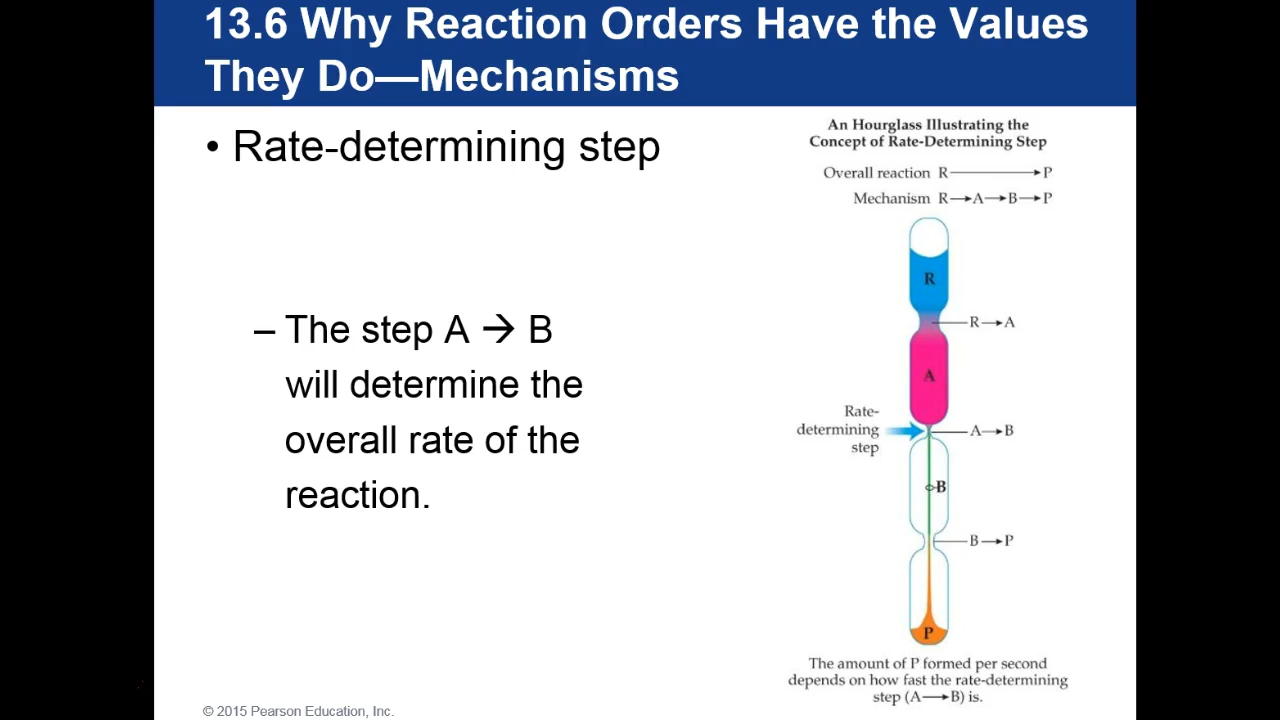 13.6 Why Reaction Orders Have the Values
They Do—Mechanisms
• Rate-determining step
– The step A → B
will determine the
overall rate of the
reaction.
An Hourglass Illustrating the
Concept of Rate-Determining Step
Overall reaction R → P
Mechanism R → A → B → P
R
R → A
A
Rate-
determining
step
A → B
B
B → P
P
The amount of P formed per second
depends on how fast the rate-determining
step (A → B) is.
© 2015 Pearson Education, Inc.